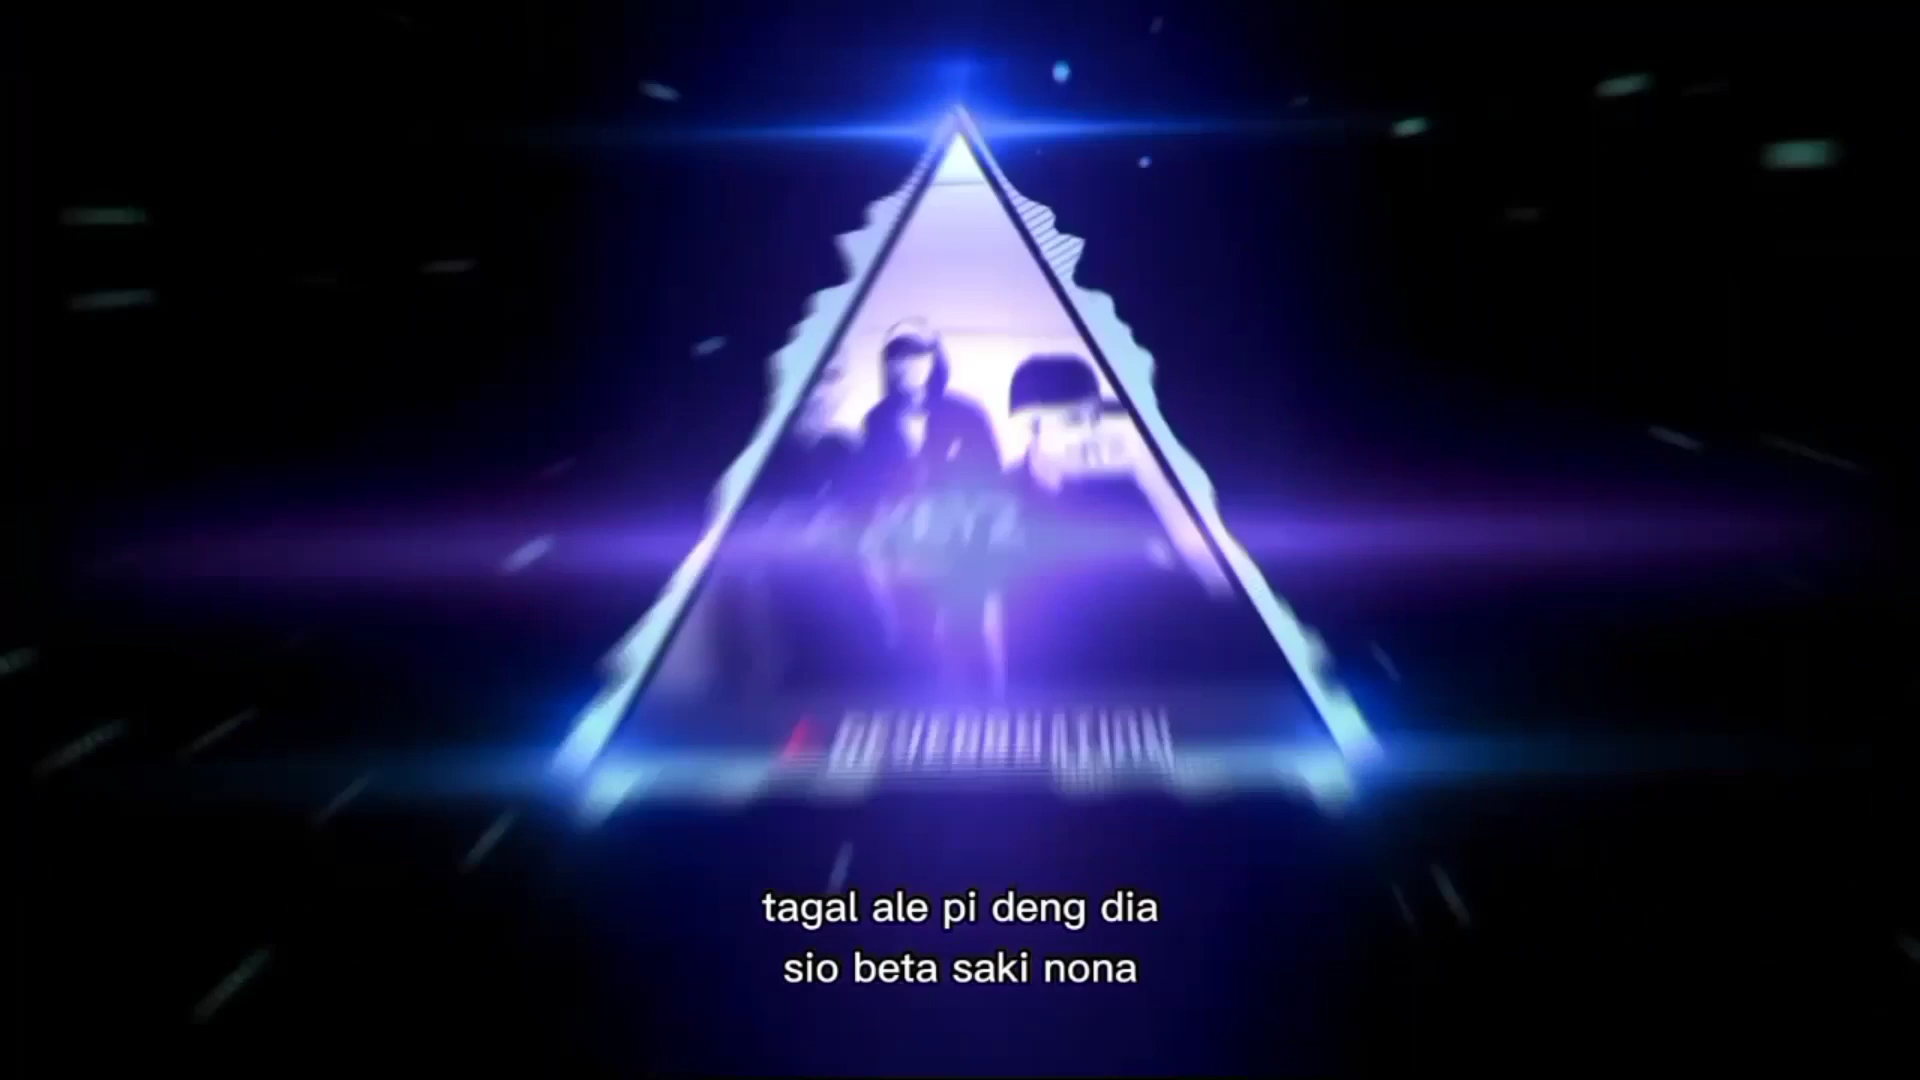 tagal ale pi deng dia
sio beta saki nona